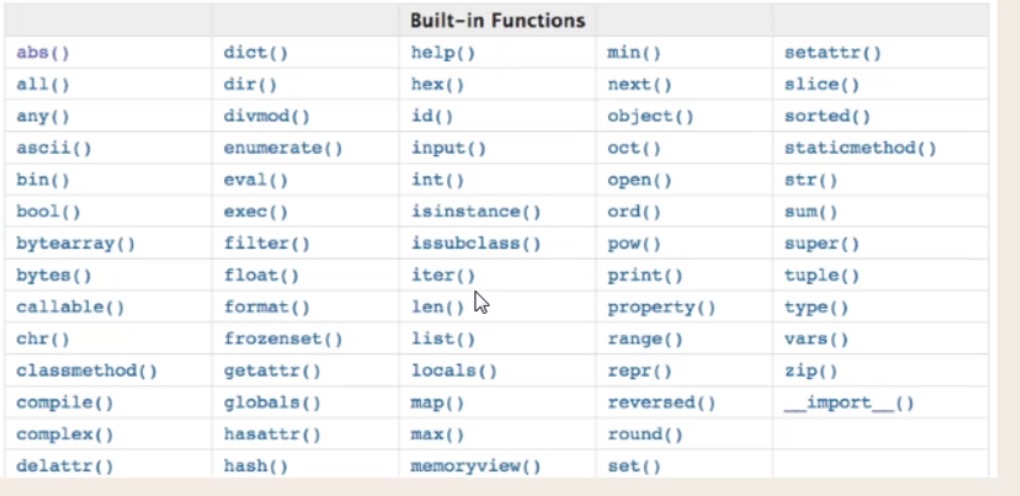 Built-in Functions
abs() dict() help() min() setattr()
all() dir() hex() next() slice()
any() divmod() id() object() sorted()
ascii() enumerate() input() oct() staticmethod()
bin() eval() int() open() str()
bool() exec() isinstance() ord() sum()
bytearray() filter() issubclass() pow() super()
bytes() float() iter() print() tuple()
callable() format() len() property() type()
chr() frozenset() list() range() vars()
classmethod() getattr() locals() repr() zip()
compile() globals() map() reversed() __import__()
complex() hasattr() max() round()
delattr() hash() memoryview() set()